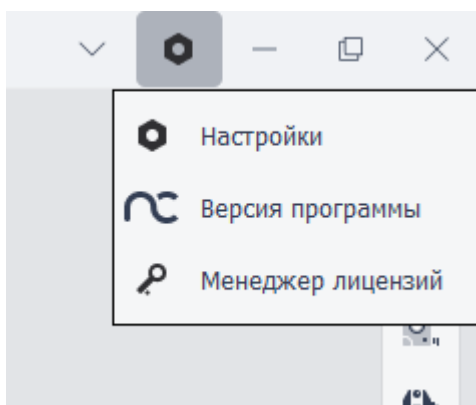 Настройки
Версия программы
Менеджер лицензий